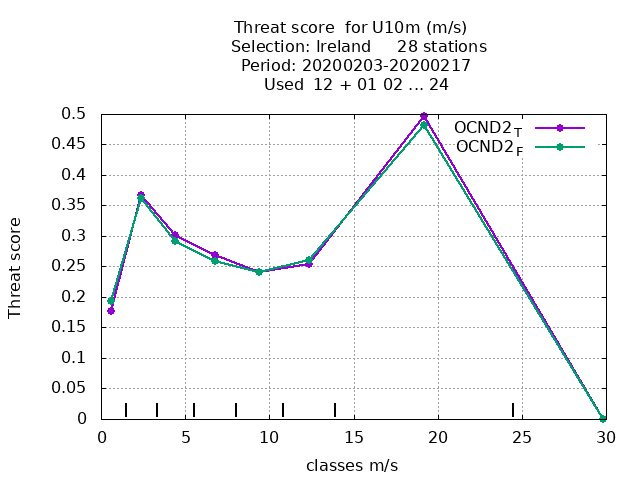 Threat score  for U10m (m/s)
Selection: Ireland     28 stations
Period: 20200203-20200217
Used  12 + 01 02 ... 24
OCND2T
OCND2F
0.5
0.45
0.4
0.35
0.3
0.25
0.2
0.15
0.1
0.05
0
Threat score
0 5 10 15 20 25 30
classes m/s